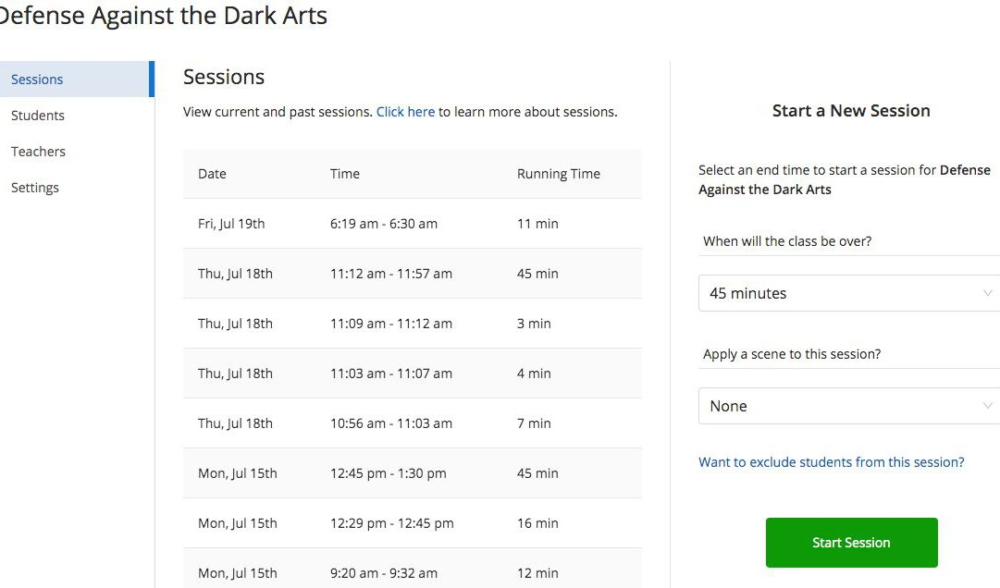 Defense Against the Dark Arts
Sessions
Students
Teachers
Settings
Sessions
View current and past sessions. Click here to learn more about sessions.
Date Time Running Time
Fri, Jul 19th 6:19 am - 6:30 am 11 min
Thu, Jul 18th 11:12 am - 11:57 am 45 min
Thu, Jul 18th 11:09 am - 11:12 am 3 min
Thu, Jul 18th 11:03 am - 11:07 am 4 min
Thu, Jul 18th 10:56 am - 11:03 am 7 min
Mon, Jul 15th 12:45 pm - 1:30 pm 45 min
Mon, Jul 15th 12:29 pm - 12:45 pm 16 min
Mon, Jul 15th 9:20 am - 9:32 am 12 min
Start a New Session
Select an end time to start a session for Defense
Against the Dark Arts
When will the class be over?
45 minutes
Apply a scene to this session?
None
Want to exclude students from this session?
Start Session